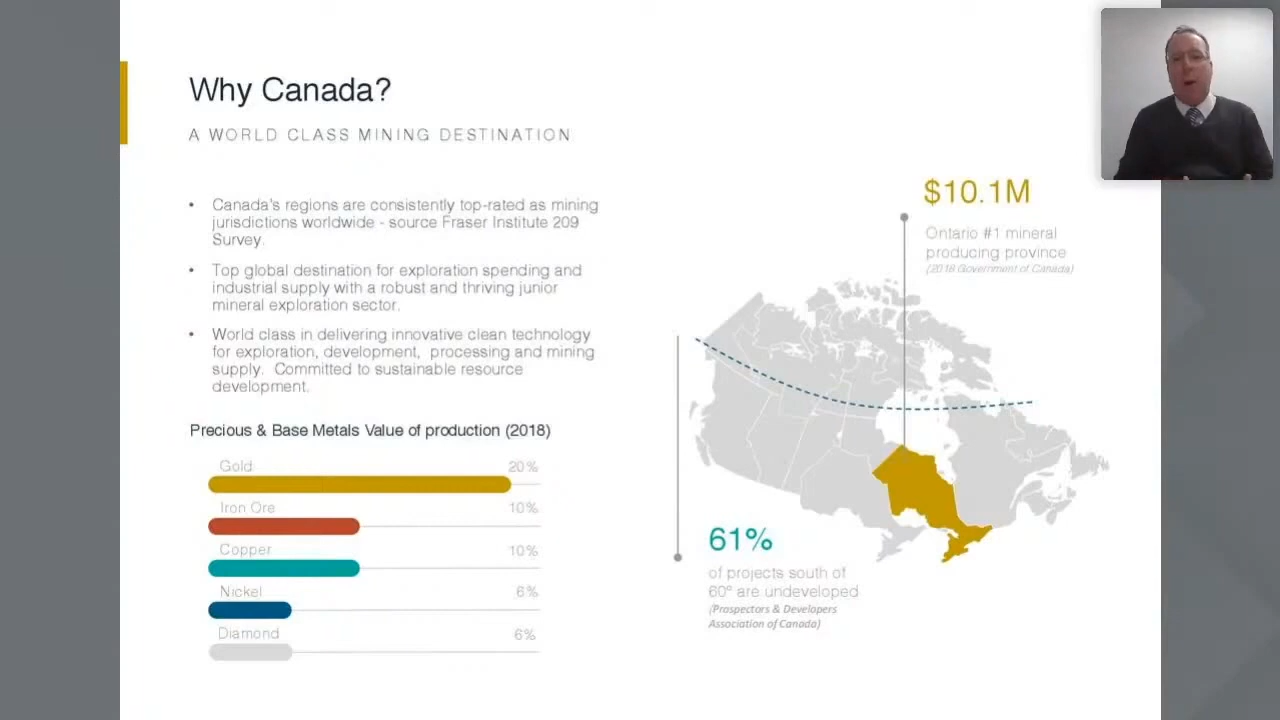 Why Canada?
A WORLD CLASS MINING DESTINATION
• Canada's regions are consistently top-rated as mining
jurisdictions worldwide - source Fraser Institute 209
Survey.
• Top global destination for exploration spending and
industrial supply with a robust and thriving junior
mineral exploration sector.
• World class in delivering innovative clean technology
for exploration, development, processing and mining
supply. Committed to sustainable resource
development.
Precious & Base Metals Value of production (2018)
Gold 20%
Iron Ore 10%
Copper 10%
Nickel 6%
Diamond 6%
$10.1M
Ontario #1 mineral
producing province
(2018 Government of Canada)
61%
of projects south of
60° are undeveloped
(Prospectors & Developers
Association of Canada)